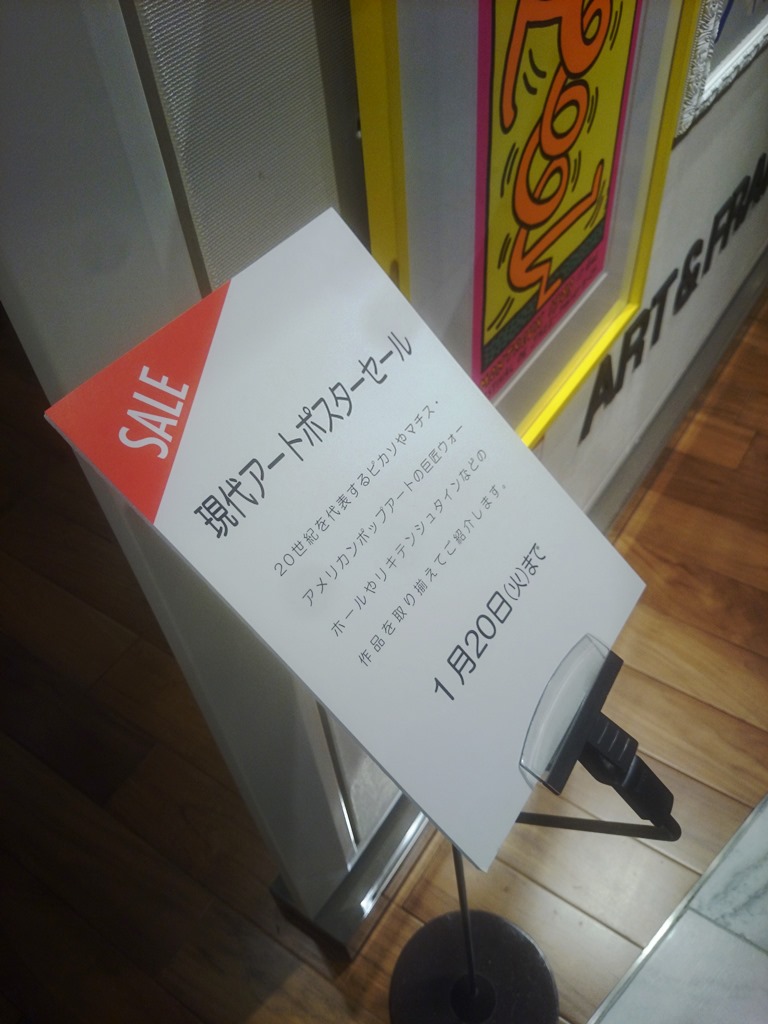 SALE
現代アートポスターセール
20世紀を代表するピカソやマチス・
アメリカンポップアートの巨匠ウォー
ホールやリキテンシュタインなどの
作品を取り揃えてご紹介します。
1月20日(火)まで
ART & FRAM